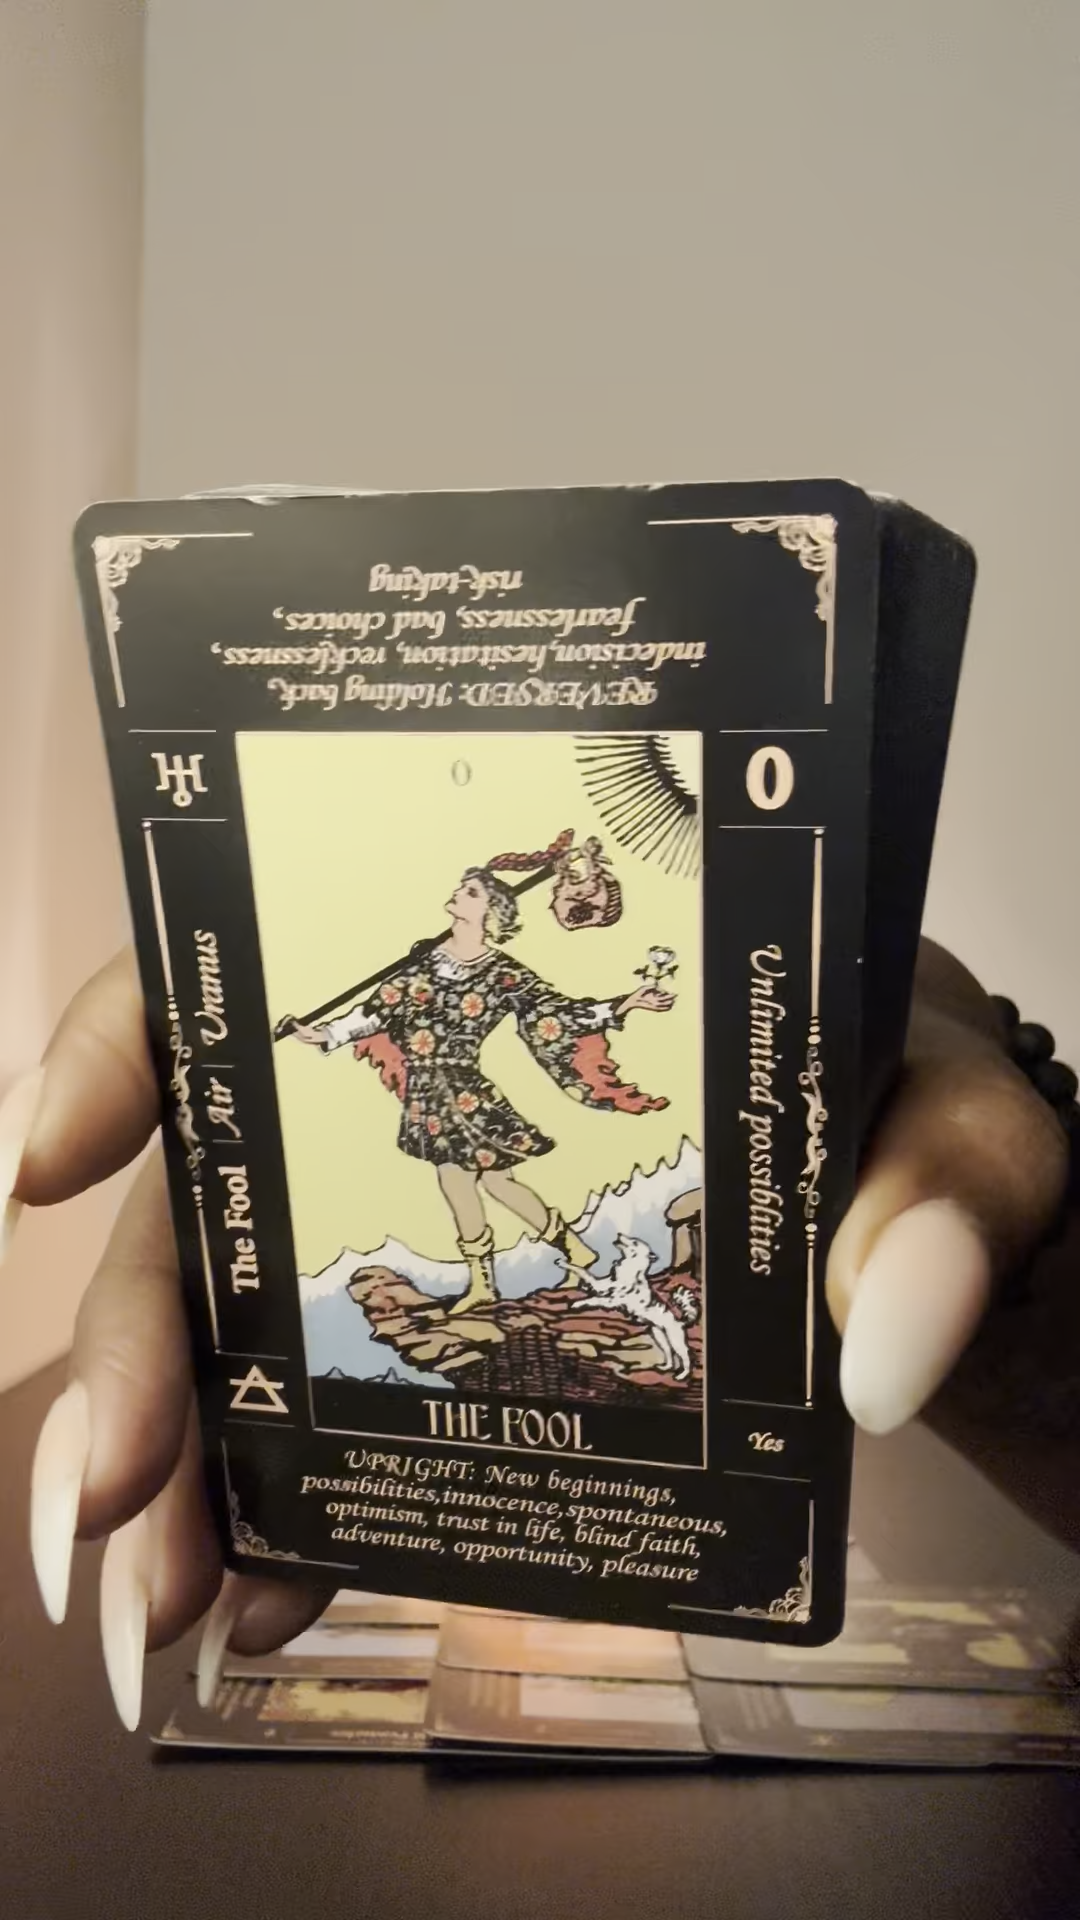 REVERSED: Holding back,
indecision,hesitation, recklessness,
fearlessness, bad choices,
risk-taking
0
0
The Fool | Air | Uranus
Unlimited possiblities
THE FOOL
Yes
UPRIGHT: New beginnings,
possibilities,innocence,spontaneous,
optimism, trust in life, blind faith,
adventure, opportunity, pleasure